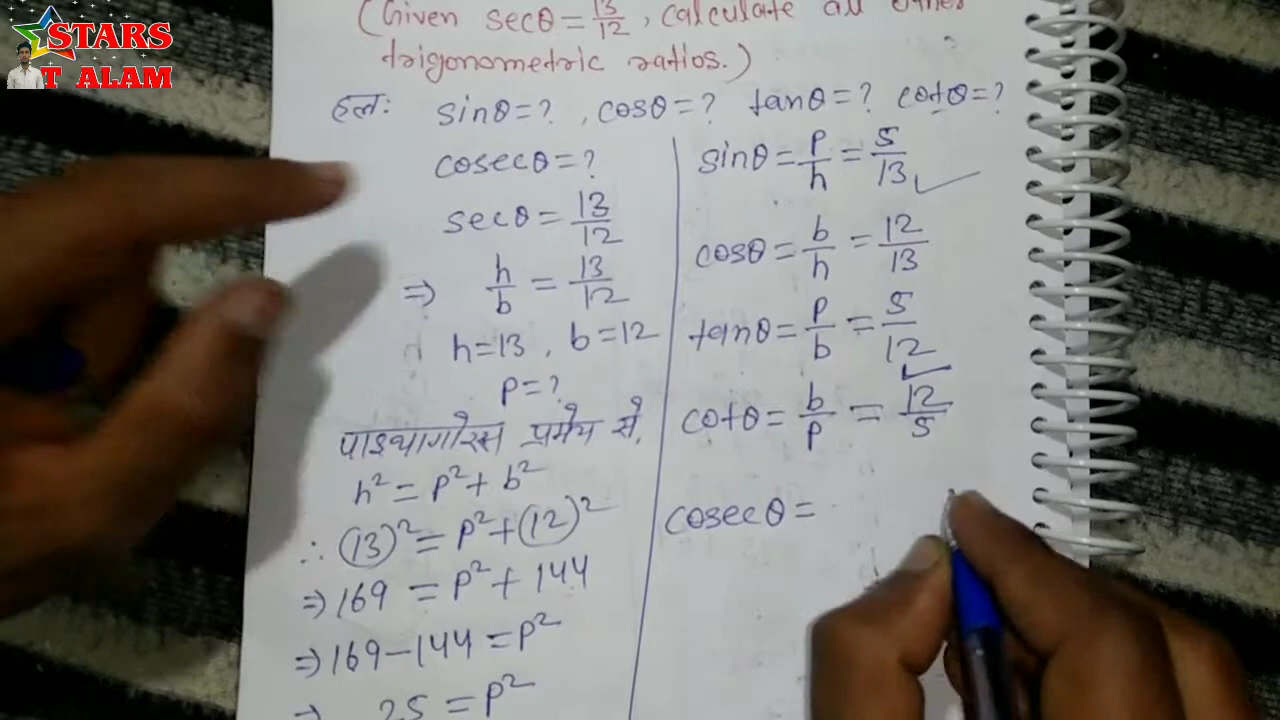 STARS
T ALAM
(Given secθ = 13/12, calculate all other
trigonometric ratios.)
हल: sinθ = ?, cosθ = ? tanθ = ? cotθ = ?
cosecθ = ?
secθ = 13/12
⇒ h/b = 13/12
h = 13, b = 12
p = ?
पाइथागोरस प्रमेय से,
h² = p² + b²
∴ (13)² = p² + (12)²
⇒ 169 = p² + 144
⇒ 169 - 144 = p²
⇒ 25 = p²
sinθ = p/h = 5/13
cosθ = b/h = 12/13
tanθ = p/b = 5/12
cotθ = b/p = 12/5
cosecθ =